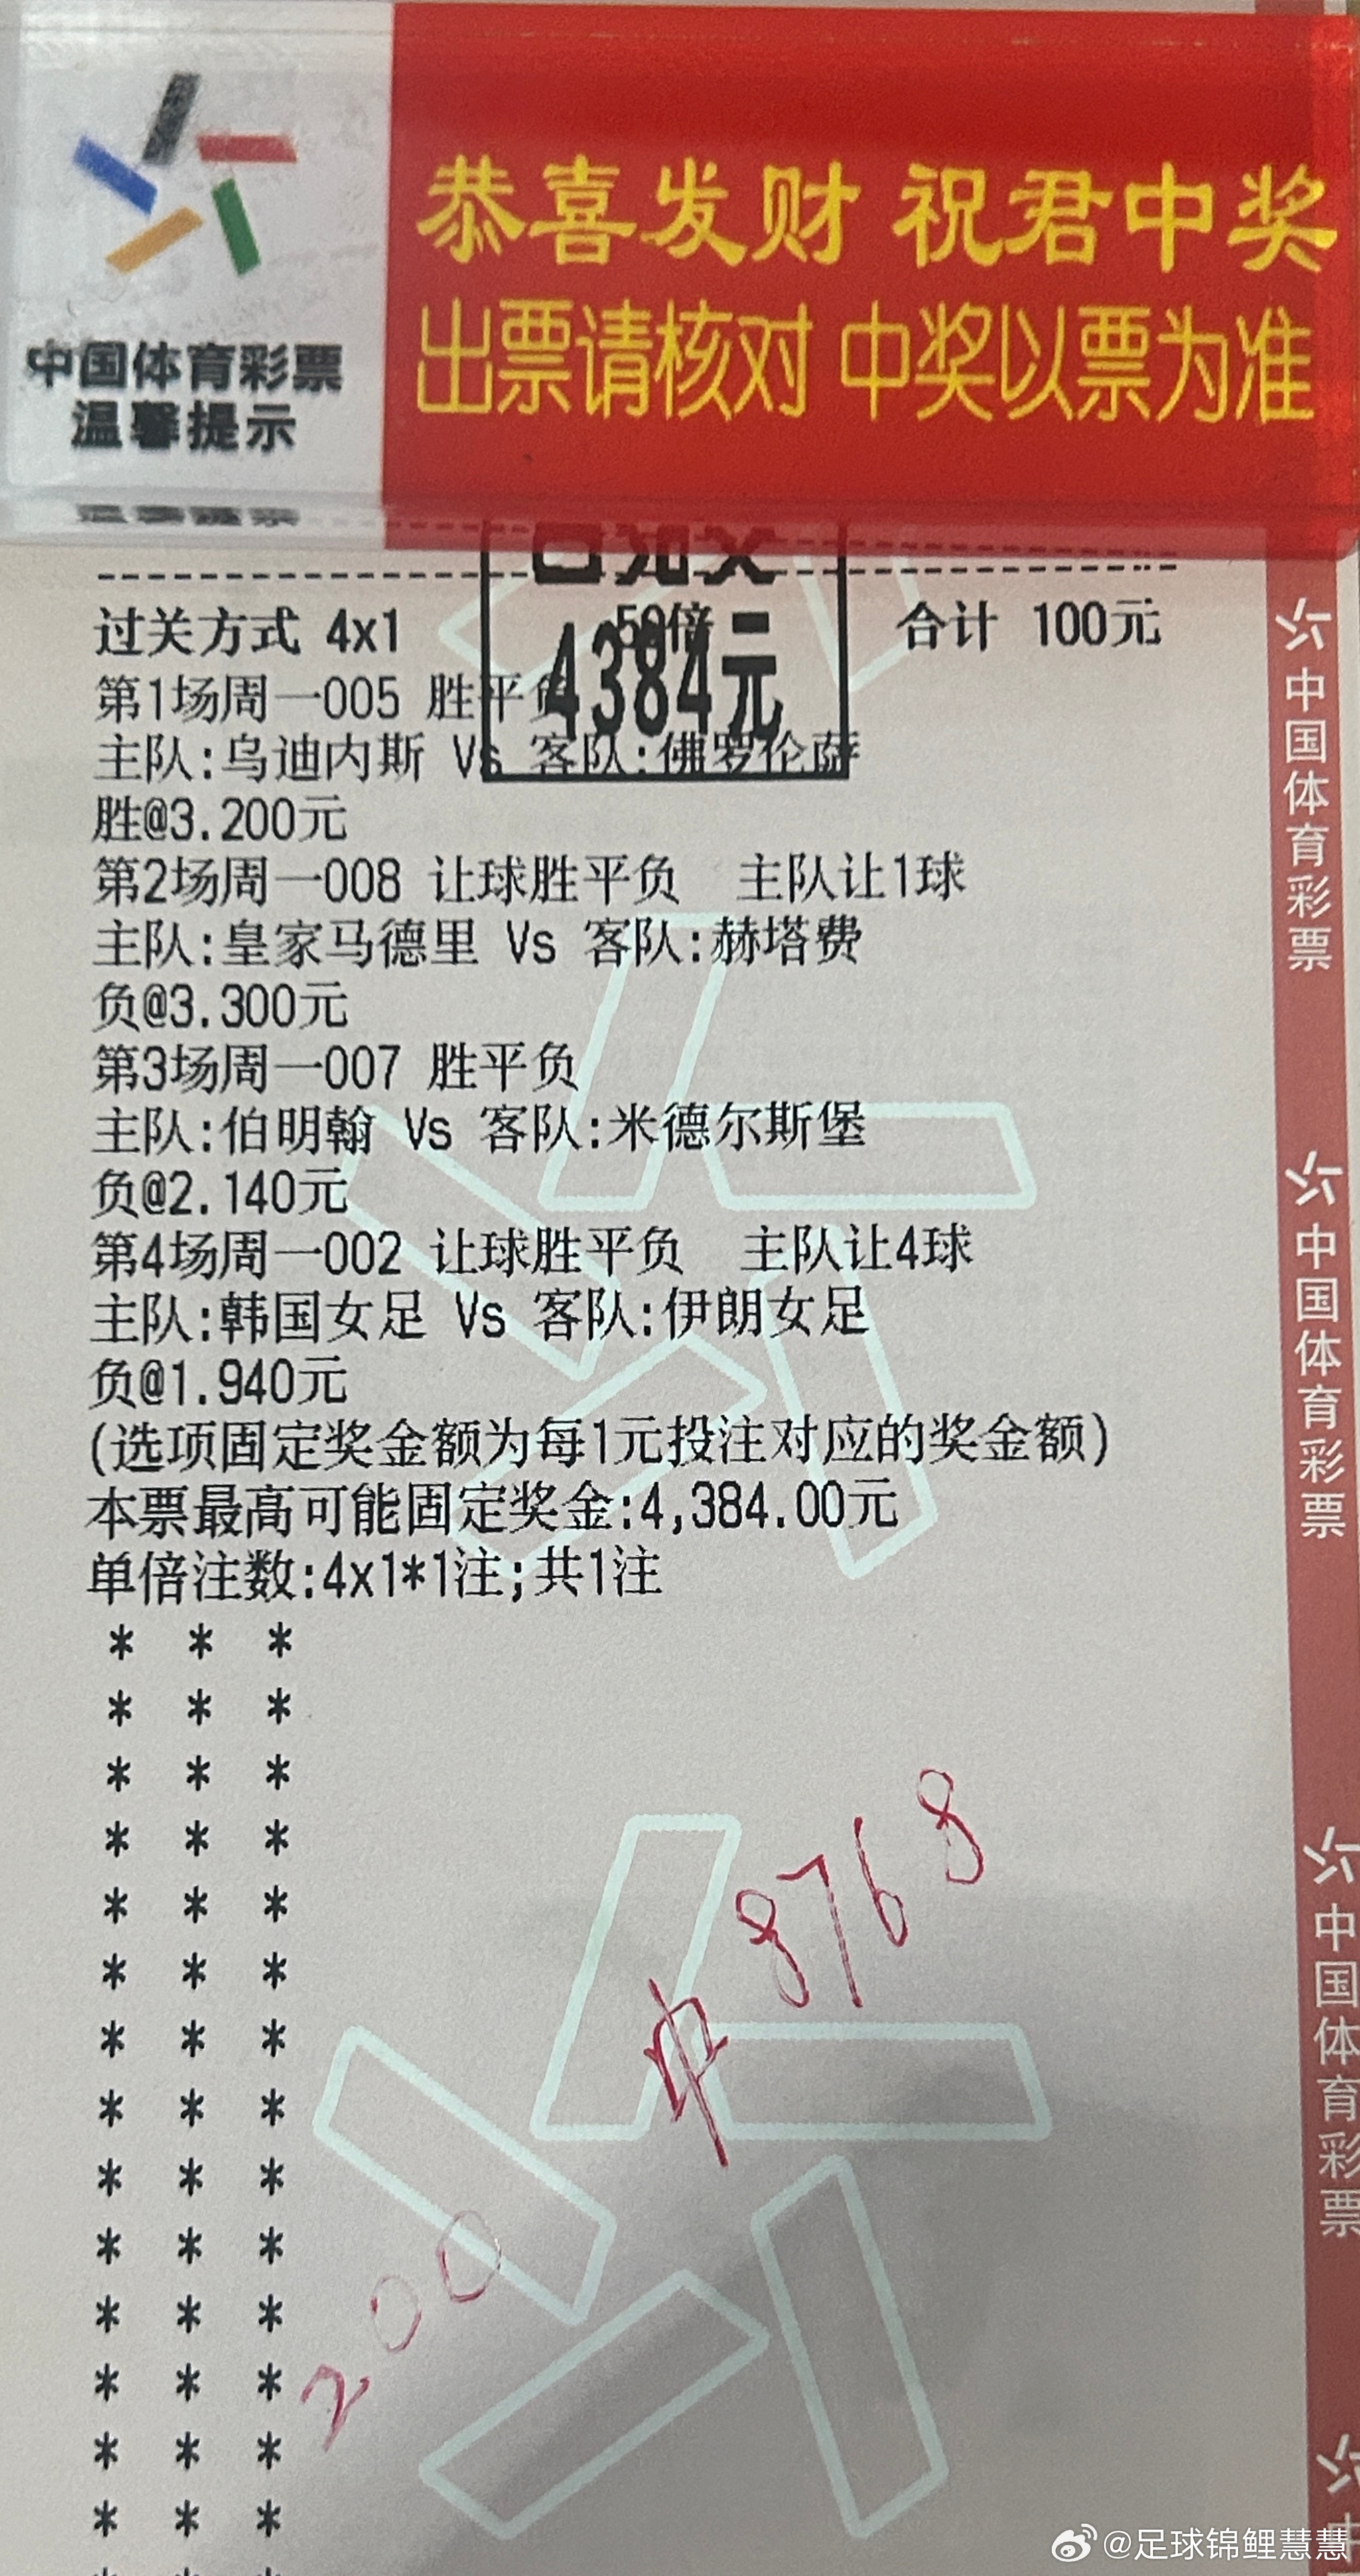 恭喜发财 祝君中奖
出票请核对 中奖以票为准
中国体育彩票
温馨提示
已兑奖
4384元
过关方式 4x1 50倍 合计 100元
第1场周一005 胜平负
主队:乌迪内斯 Vs 客队:佛罗伦萨
胜@3.200元
第2场周一008 让球胜平负 主队让1球
主队:皇家马德里 Vs 客队:赫塔费
负@3.300元
第3场周一007 胜平负
主队:伯明翰 Vs 客队:米德尔斯堡
负@2.140元
第4场周一002 让球胜平负 主队让4球
主队:韩国女足 Vs 客队:伊朗女足
负@1.940元
(选项固定奖金额为每1元投注对应的奖金额)
本票最高可能固定奖金:4,384.00元
单倍注数:4x1*1注;共1注
* * *
* * *
* * *
* * *
* * *
* * *
* * *
* * *
* * *
* * *
* * *
* * *
* * *
* * *
中8768
200
中国体育彩票
中国体育彩票
中国体育彩票
中
@足球锦鲤慧慧